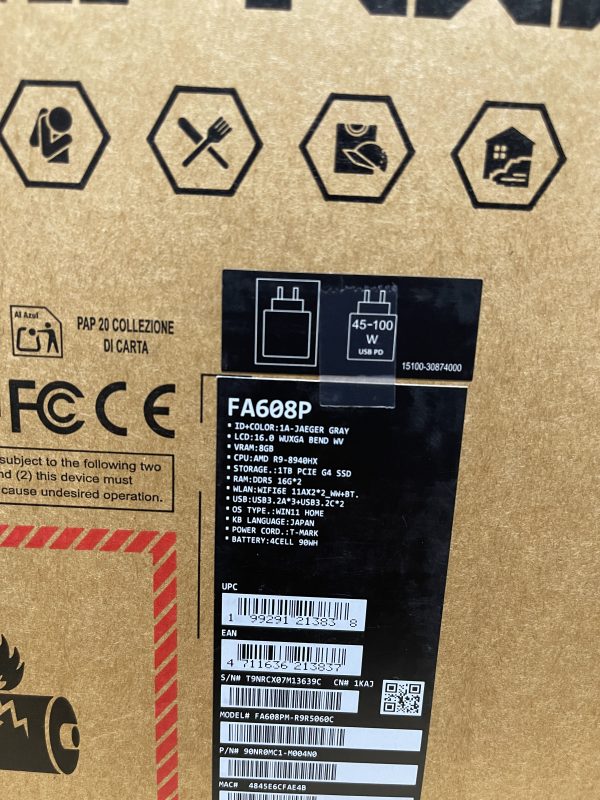 45-100
W
USB PD
15100-30874000
Al Azul
PAP 20 COLLEZIONE
DI CARTA
FC CE
subject to the following two
nd (2) this device must
cause undesired operation.
FA608P
▪ ID+COLOR:1A-JAEGER GRAY
▪ LCD:16.0 WUXGA BEND WV
▪ VRAM:8GB
▪ CPU:AMD R9-8940HX
▪ STORAGE.:1TB PCIE G4 SSD
▪ RAM:DDR5 16G*2
▪ WLAN:WIFI6E 11AX2*2_WW+BT.
▪ USB:USB3.2A*3+USB3.2C*2
▪ OS TYPE.:WIN11 HOME
▪ KB LANGUAGE:JAPAN
▪ POWER CORD.:T-MARK
▪ BATTERY:4CELL 90WH
UPC
1 99291 21383 8
EAN
4 711636 213837
S/N# T9NRCX07M13639C CN# 1KAJ
MODEL# FA608PM-R9R5060C
P/N# 90NR0MC1-M004N0
MAC# 4845E6CFAE4B